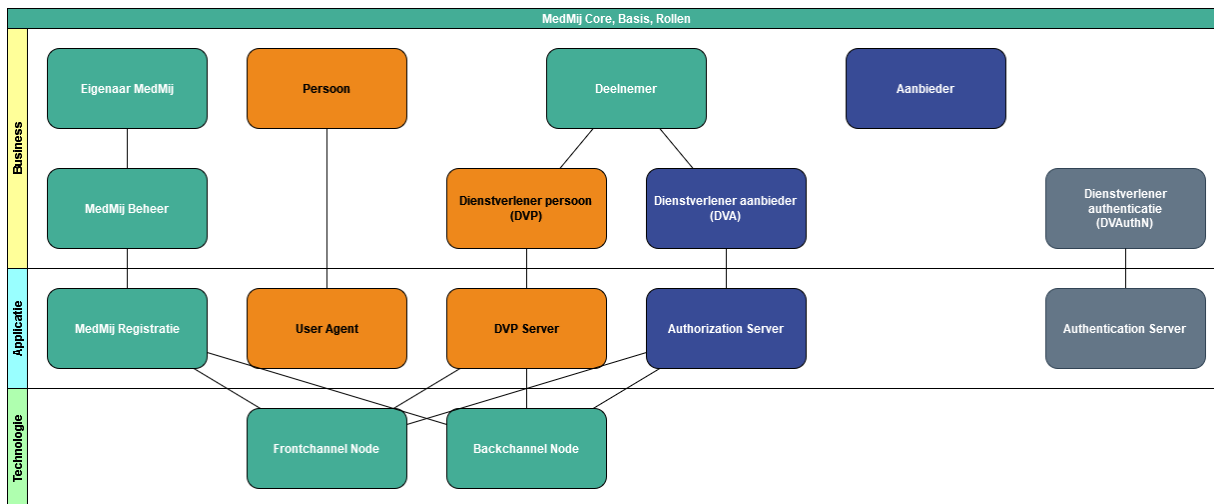 MedMij Core, Basis, Rollen
Business
Eigenaar MedMij
Persoon
Deelnemer
Aanbieder
MedMij Beheer
Dienstverlener persoon
(DVP)
Dienstverlener aanbieder
(DVA)
Dienstverlener
authenticatie
(DVAuthN)
Applicatie
MedMij Registratie
User Agent
DVP Server
Authorization Server
Authentication Server
Technologie
Frontchannel Node
Backchannel Node